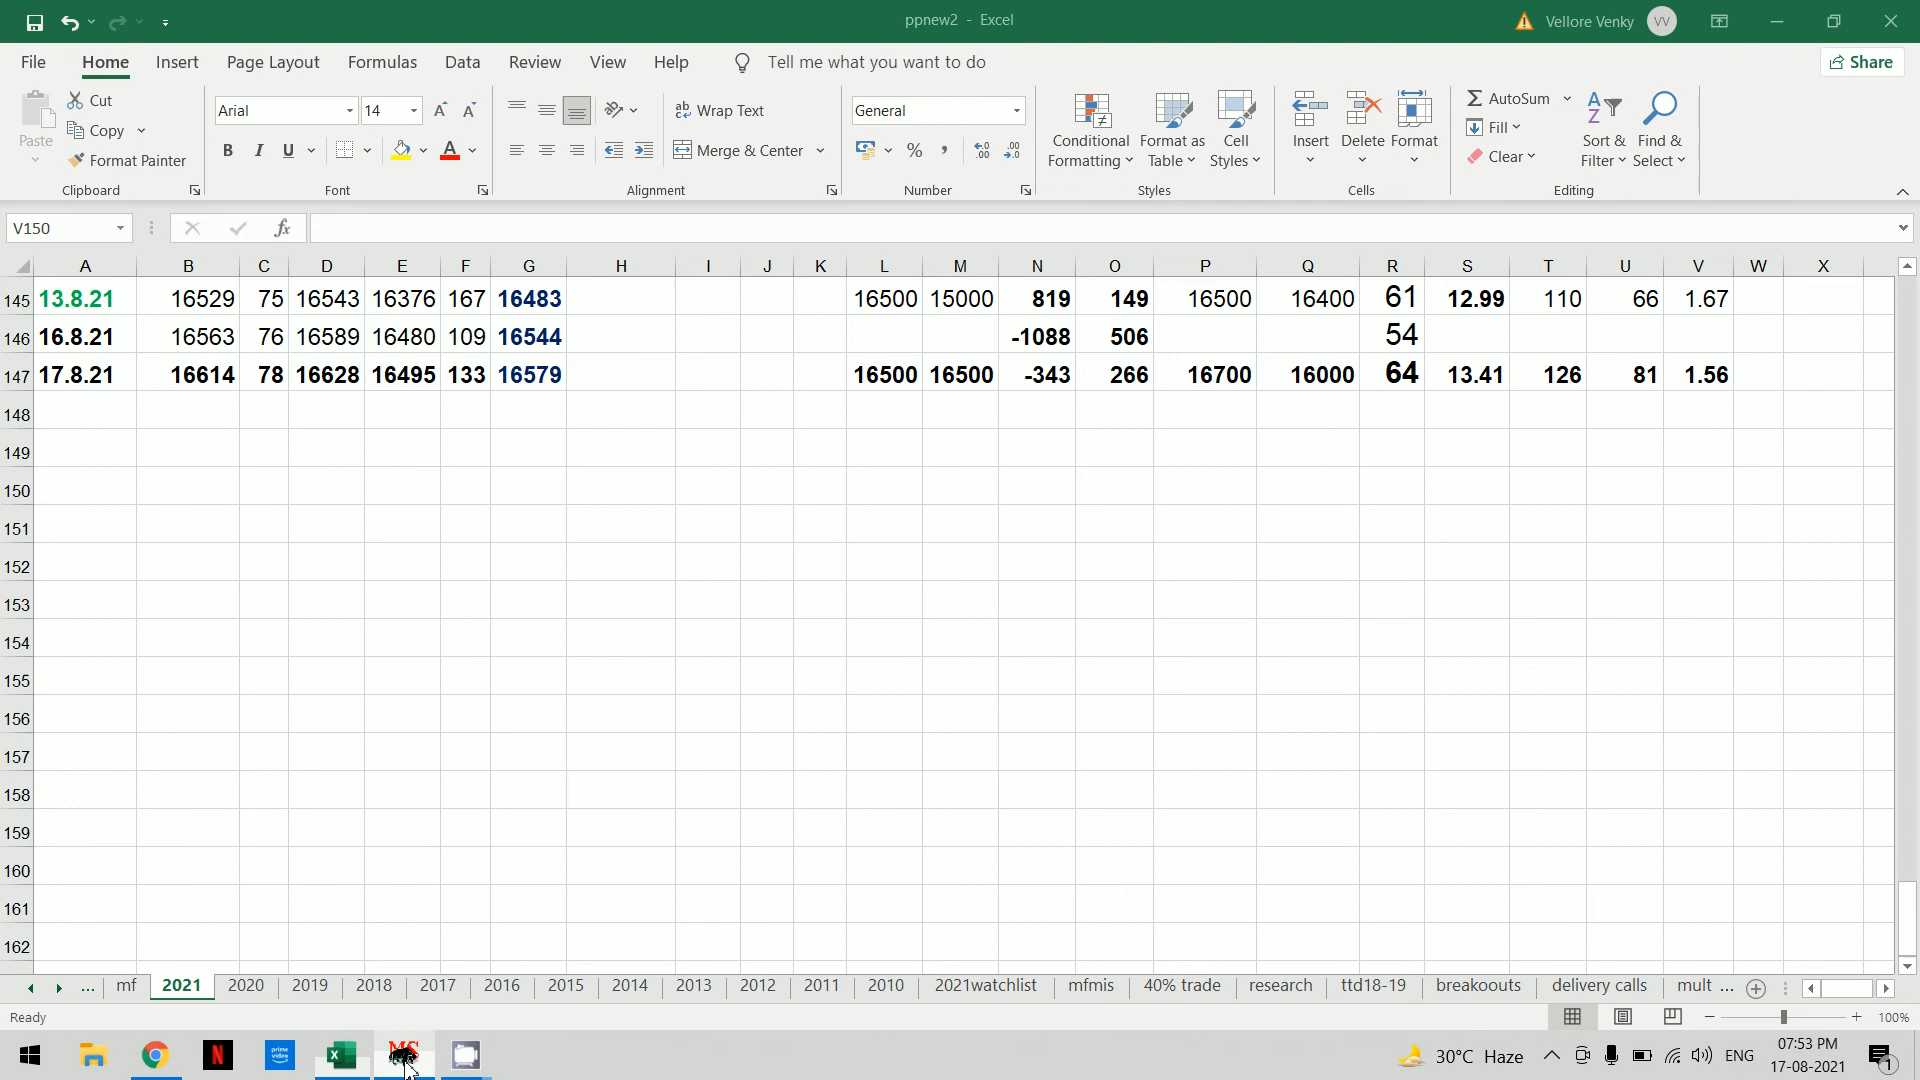 ppnew2 - Excel
Vellore Venky
VV
File Home Insert Page Layout Formulas Data Review View Help Tell me what you want to do
Share
Paste
Cut
Copy
Format Painter
Clipboard
Arial 14
B I U
Font
Wrap Text
Merge & Center
Alignment
General
Number
Conditional Formatting
Format as Table
Cell Styles
Styles
Insert Delete Format
Cells
AutoSum
Fill
Clear
Sort & Filter
Find & Select
Editing
V150
fx
A B C D E F G H I J K L M N O P Q R S T U V W X
145 13.8.21 16529 75 16543 16376 167 16483 16500 15000 819 149 16500 16400 61 12.99 110 66 1.67
146 16.8.21 16563 76 16589 16480 109 16544 -1088 506 54
147 17.8.21 16614 78 16628 16495 133 16579 16500 16500 -343 266 16700 16000 64 13.41 126 81 1.56
148
149
150
151
152
153
154
155
156
157
158
159
160
161
162
... mf 2021 2020 2019 2018 2017 2016 2015 2014 2013 2012 2011 2010 2021watchlist mfmis 40% trade research ttd18-19 breakoouts delivery calls mult ...
Ready
100%
N
prime video
MS
30°C Haze
ENG
07:53 PM
17-08-2021
1